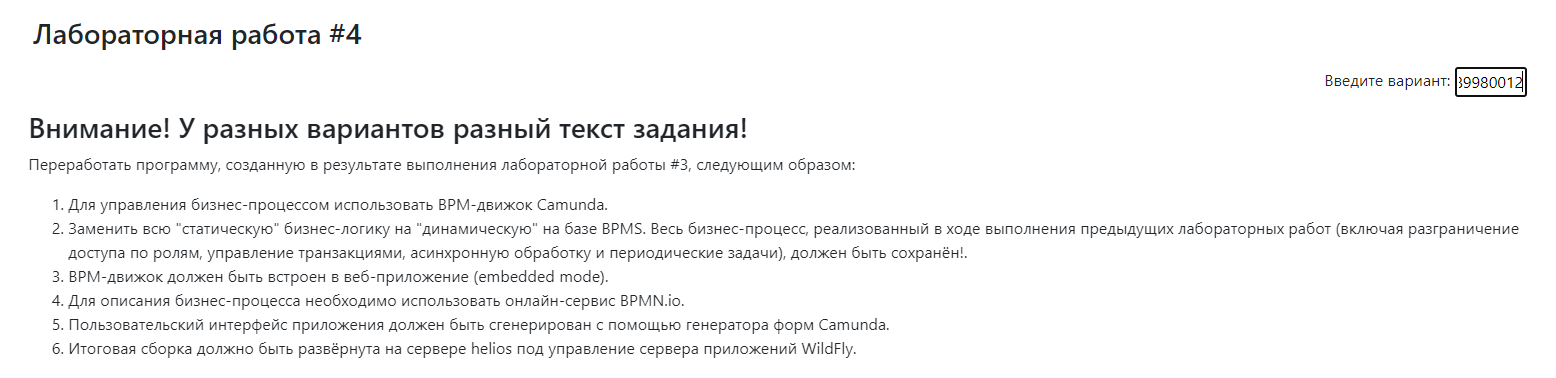 Лабораторная работа #4
Введите вариант: 39980012
Внимание! У разных вариантов разный текст задания!
Переработать программу, созданную в результате выполнения лабораторной работы #3, следующим образом:
1. Для управления бизнес-процессом использовать BPM-движок Camunda.
2. Заменить всю "статическую" бизнес-логику на "динамическую" на базе BPMS. Весь бизнес-процесс, реализованный в ходе выполнения предыдущих лабораторных работ (включая разграничение
доступа по ролям, управление транзакциями, асинхронную обработку и периодические задачи), должен быть сохранён!.
3. BPM-движок должен быть встроен в веб-приложение (embedded mode).
4. Для описания бизнес-процесса необходимо использовать онлайн-сервис BPMN.io.
5. Пользовательский интерфейс приложения должен быть сгенерирован с помощью генератора форм Camunda.
6. Итоговая сборка должно быть развёрнута на сервере helios под управление сервера приложений WildFly.